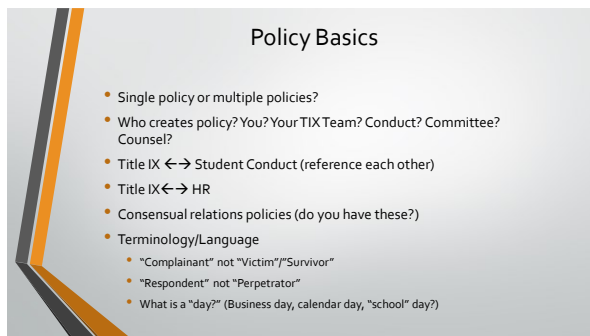 Policy Basics
Single policy or multiple policies?
Who creates policy? You? Your TIX Team? Conduct? Committee?
Counsel?
Title IX ←→ Student Conduct (reference each other)
Title IX←→ HR
Consensual relations policies (do you have these?)
Terminology/Language
“Complainant” not “Victim”/“Survivor”
“Respondent” not “Perpetrator”
What is a “day?” (Business day, calendar day, “school” day?)